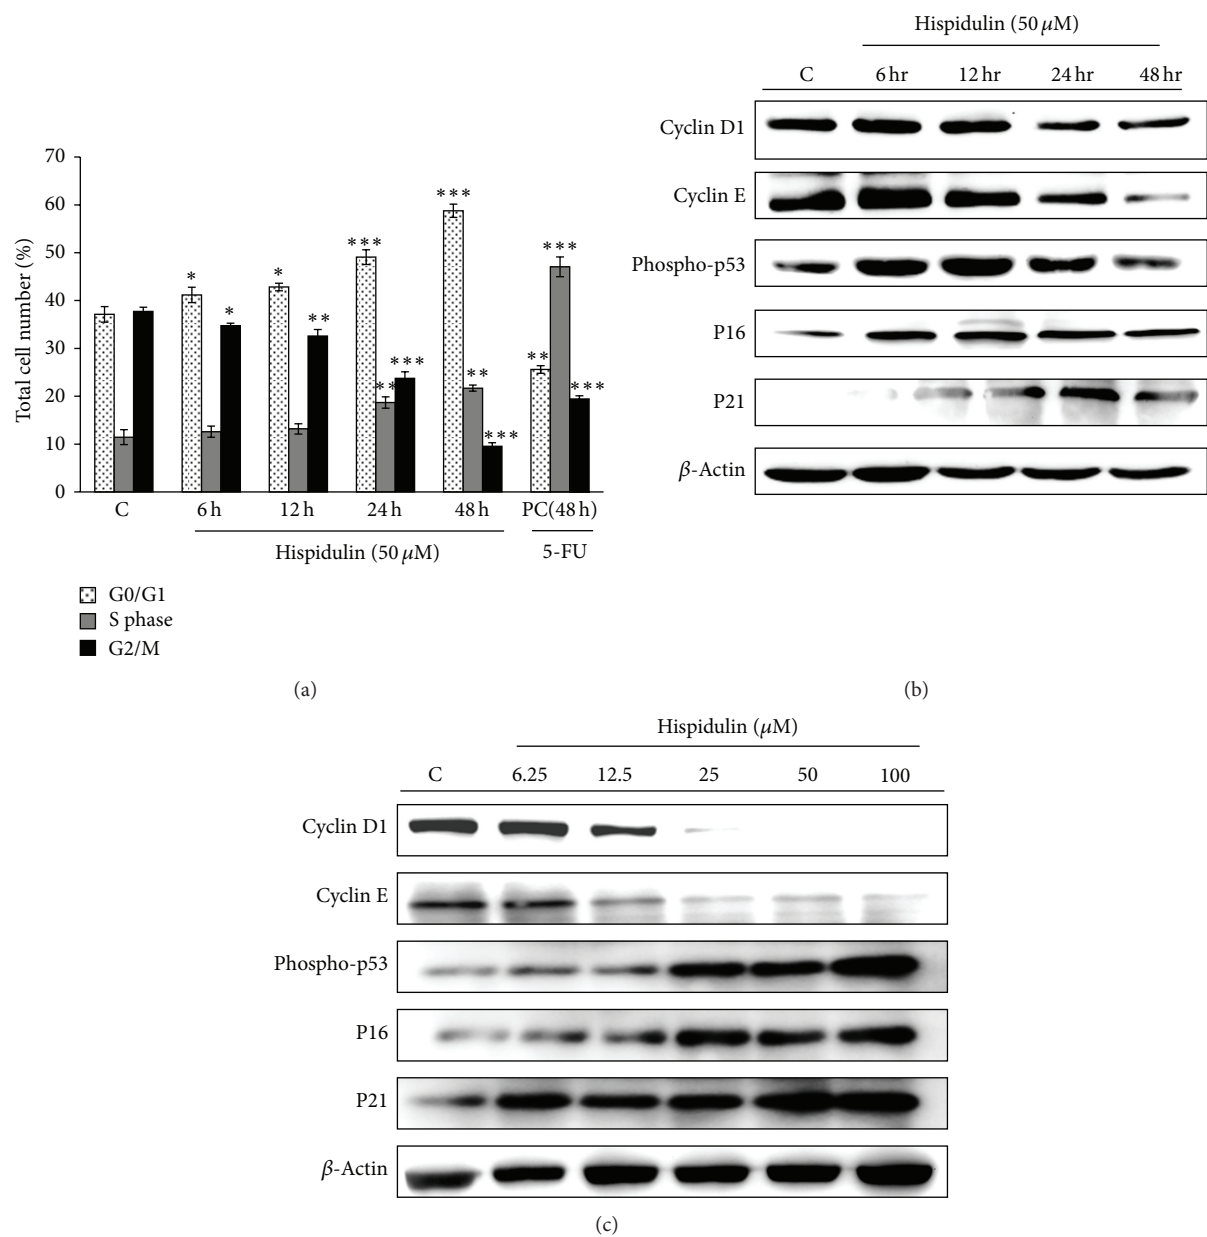 Total cell number (%)
70
60
50
40
30
20
10
0
*
*
*
**
***
**
***
***
**
***
**
***
***
C
6 h
12 h
24 h
48 h
PC(48 h)
Hispidulin (50 μM)
5-FU
G0/G1
S phase
G2/M
(a)
Hispidulin (50 μM)
C
6 hr
12 hr
24 hr
48 hr
Cyclin D1
Cyclin E
Phospho-p53
P16
P21
β-Actin
(b)
Hispidulin (μM)
C
6.25
12.5
25
50
100
Cyclin D1
Cyclin E
Phospho-p53
P16
P21
β-Actin
(c)